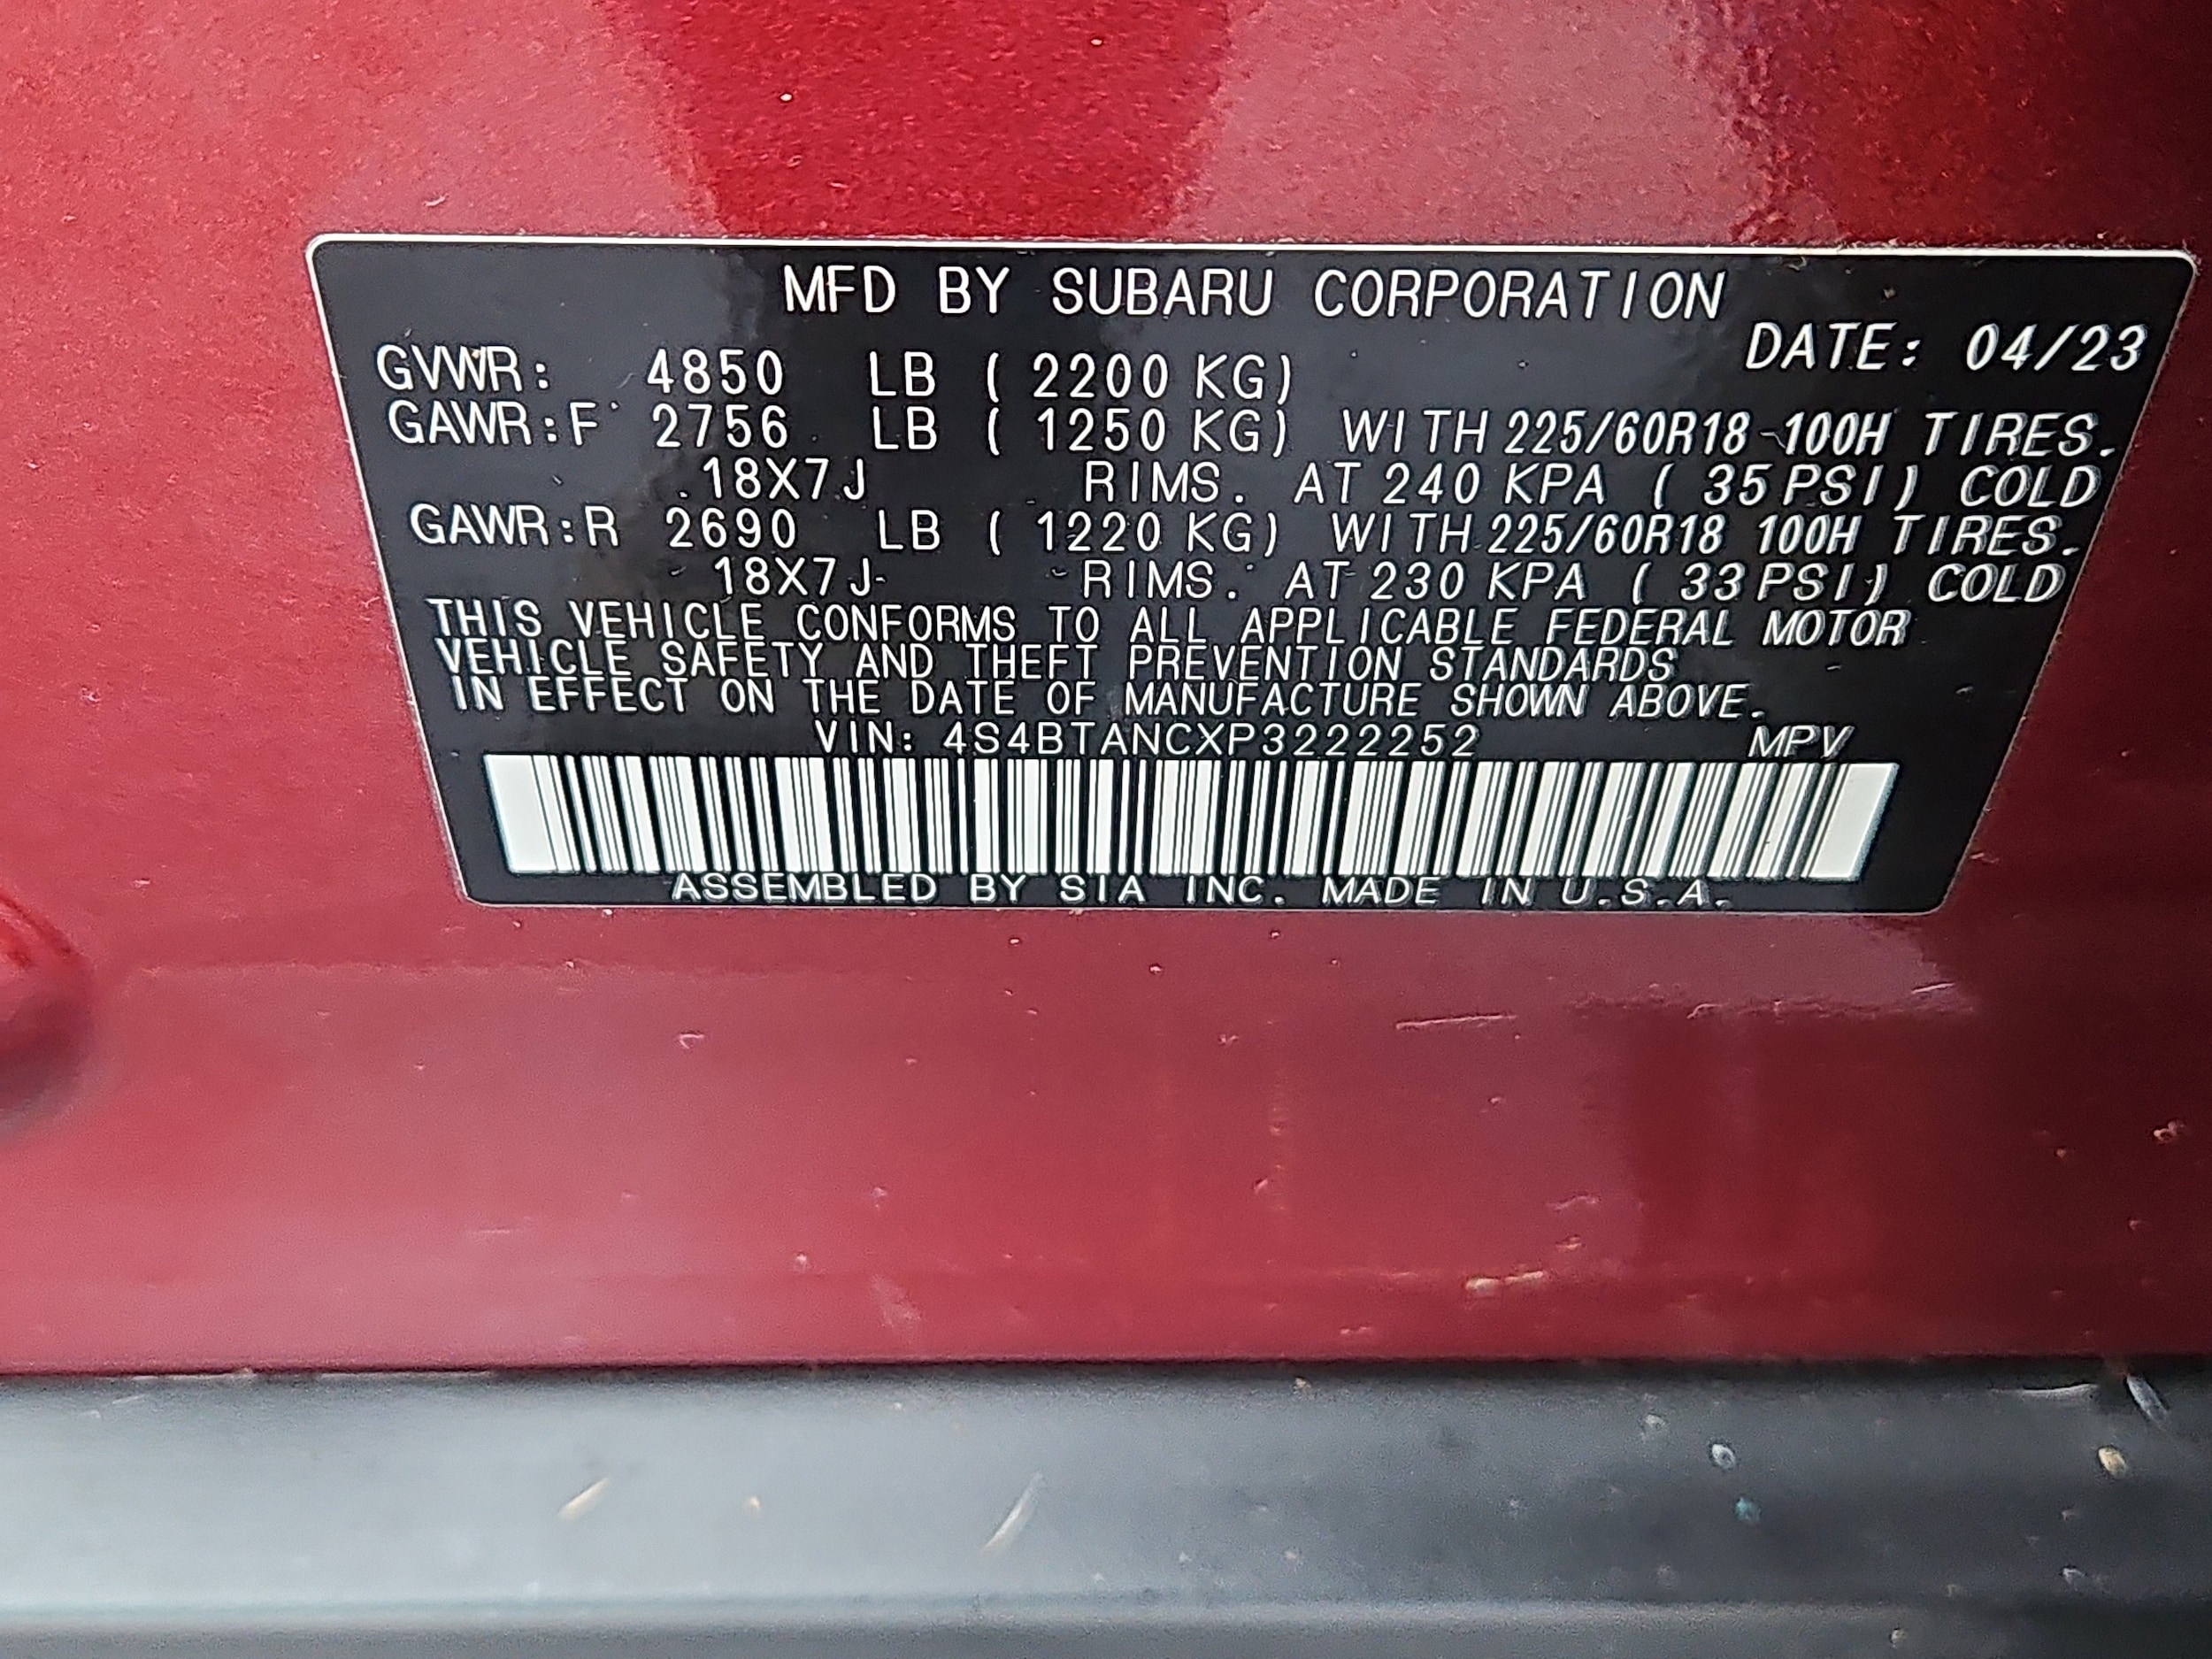 MFD BY SUBARU CORPORATION
DATE: 04/23
GVWR: 4850 LB ( 2200 KG)
GAWR:F 2756 LB ( 1250 KG) WITH 225/60R18 100H TIRES.
18X7J RIMS. AT 240 KPA ( 35 PSI) COLD
GAWR:R 2690 LB ( 1220 KG) WITH 225/60R18 100H TIRES.
18X7J RIMS. AT 230 KPA ( 33 PSI) COLD
THIS VEHICLE CONFORMS TO ALL APPLICABLE FEDERAL MOTOR
VEHICLE SAFETY AND THEFT PREVENTION STANDARDS
IN EFFECT ON THE DATE OF MANUFACTURE SHOWN ABOVE.
VIN: 4S4BTANCXP3222252 MPV
ASSEMBLED BY SIA INC. MADE IN U.S.A.